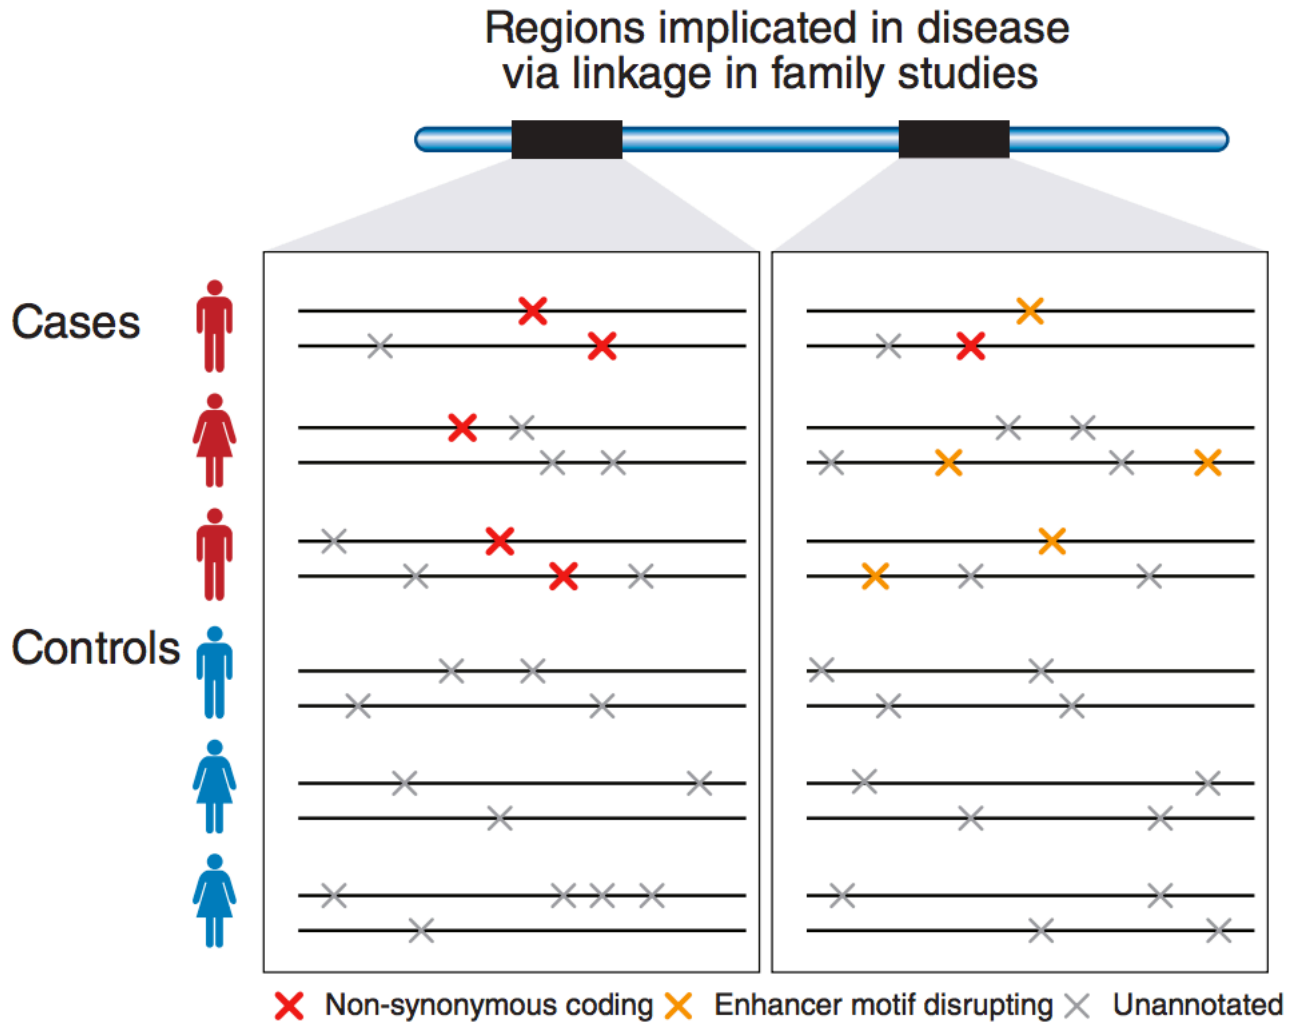 Regions implicated in disease
via linkage in family studies
Cases
Controls
Non-synonymous coding
Enhancer motif disrupting
Unannotated